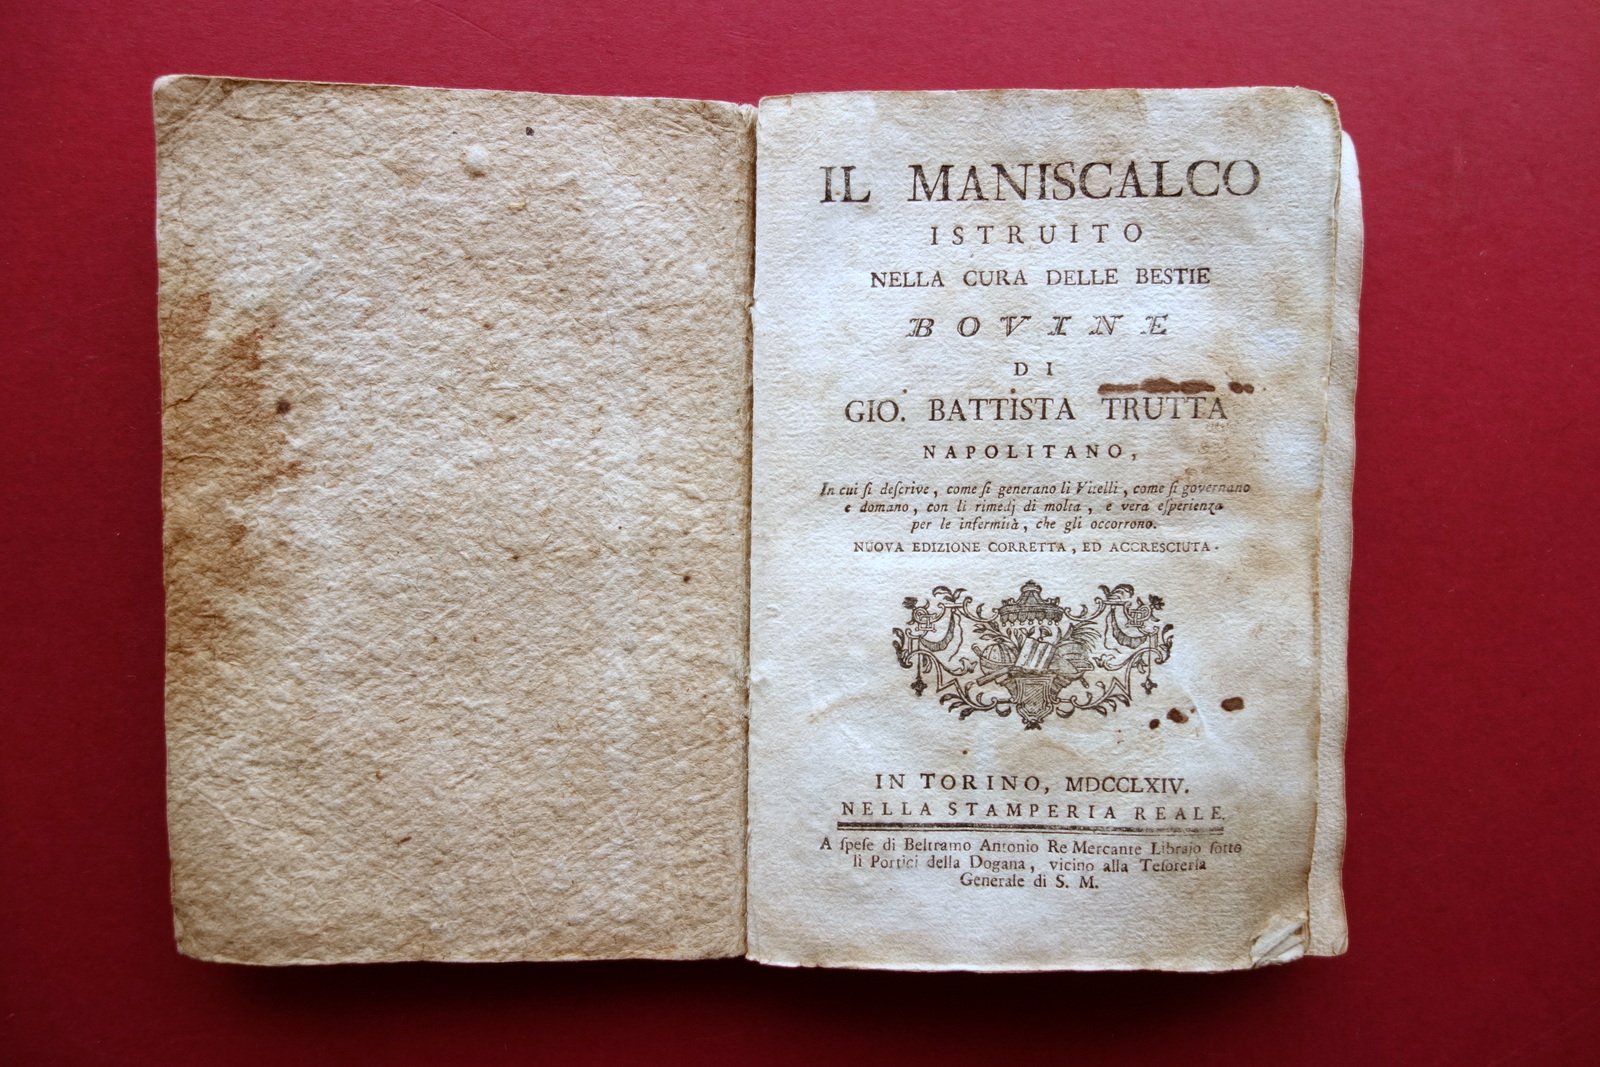 IL MANISCALCO
ISTRUITO
NELLA CURA DELLE BESTIE
BOVINE
DI
GIO. BATTISTA TRUTTA
NAPOLITANO,
In cui ſi deſcrive, come ſi generano li Vitelli, come ſi governano
e domano, con li rimedj di molta, e vera eſperienza
per le infermità, che gli occorrono.
NUOVA EDIZIONE CORRETTA, ED ACCRESCIUTA.
IN TORINO, MDCCLXIV.
NELLA STAMPERIA REALE.
A ſpeſe di Beltramo Antonio Re Mercante Librajo ſotto
li Portici della Dogana, vicino alla Teſoreria
Generale di S. M.